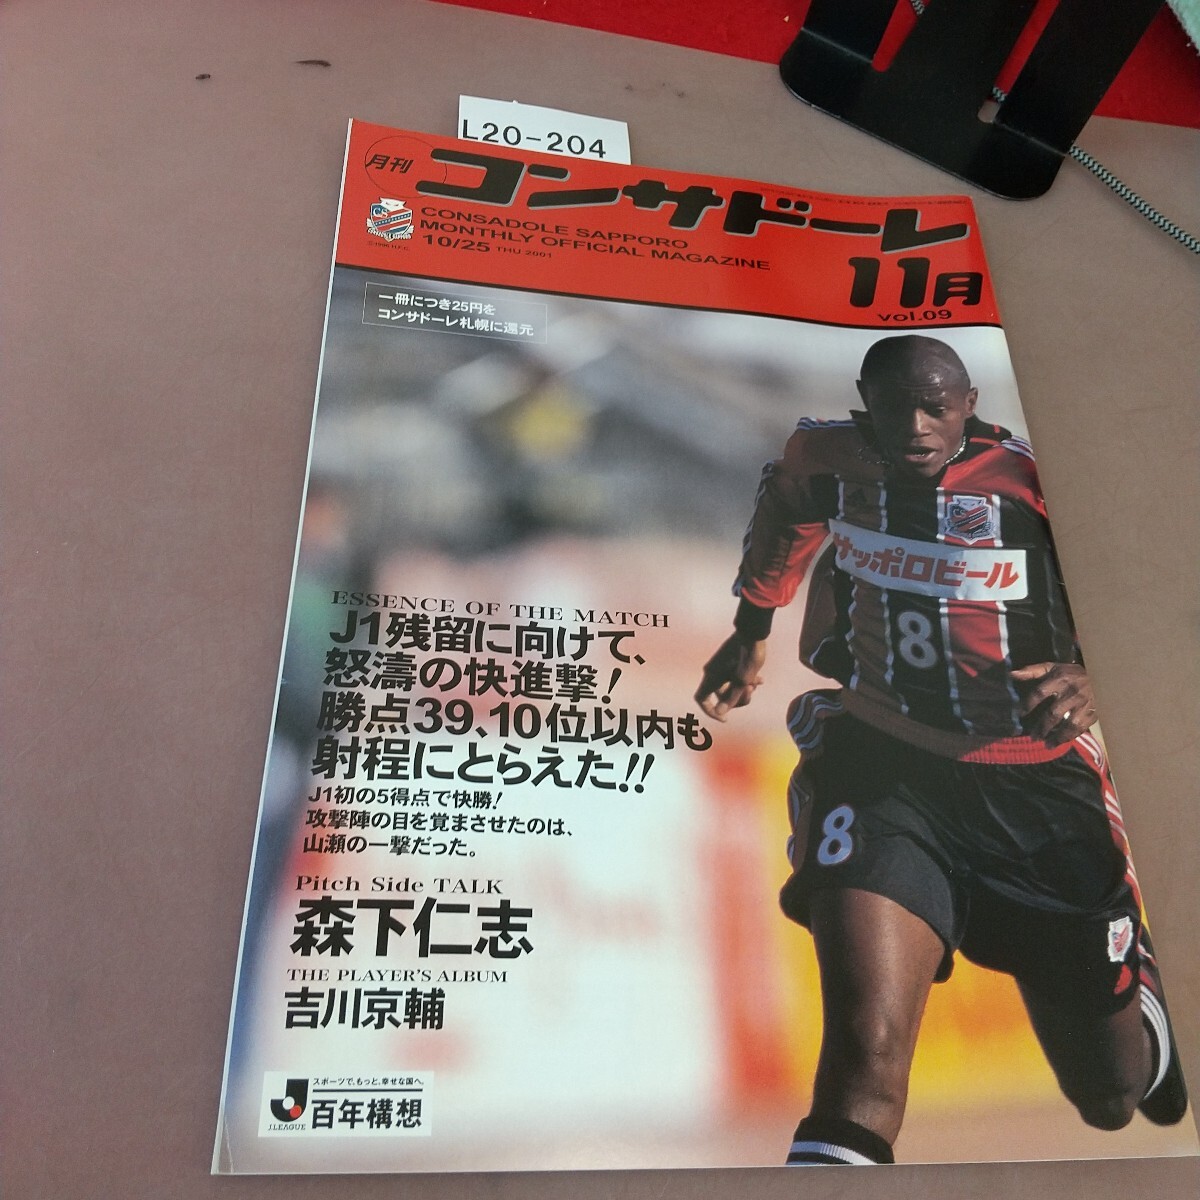 L20-204
月刊
コンサドーレ
CONSADOLE SAPPORO
MONTHLY OFFICIAL MAGAZINE
10/25 THU 2001
11月
vol.09
一冊につき25円を
コンサドーレ札幌に還元
サッポロビール
8
8
ESSENCE OF THE MATCH
J1残留に向けて、
怒濤の快進撃!
勝点39、10位以内も
射程にとらえた!!
J1初の5得点で快勝!
攻撃陣の目を覚まさせたのは、
山瀬の一撃だった。
Pitch Side TALK
森下仁志
THE PLAYER'S ALBUM
吉川京輔
J.LEAGUE
スポーツで、もっと、幸せな国へ。
百年構想